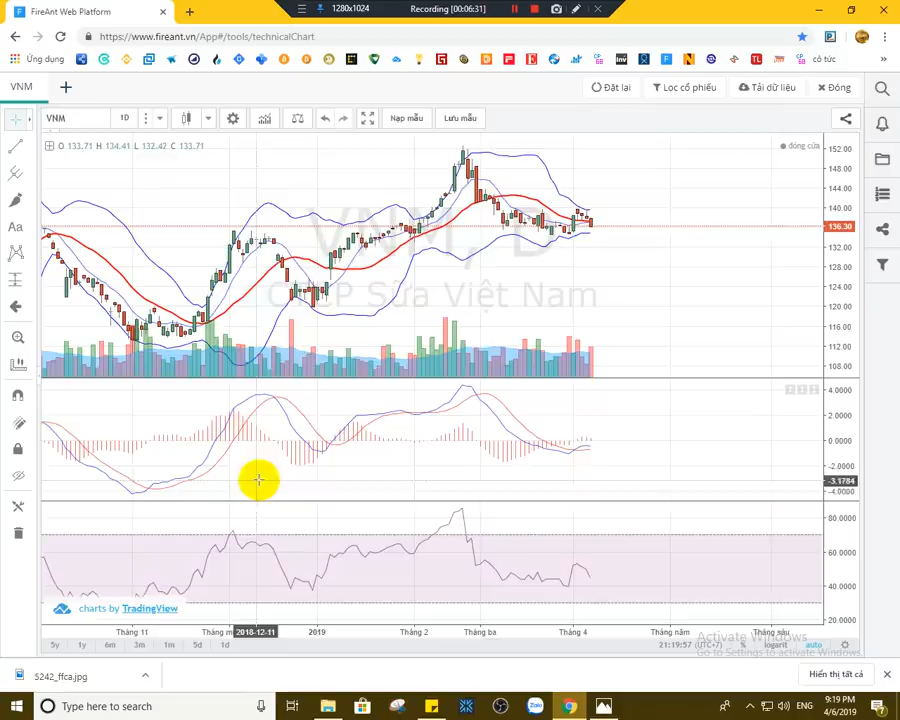 1280x1024
Recording [00:06:31]
FireAnt Web Platform
https://www.fireant.vn/App#/tools/technicalChart
Ứng dụng
cổ tức
VNM
Đặt lại
Lọc cổ phiếu
Tải dữ liệu
Đóng
VNM
1D
Nạp mẫu
Lưu mẫu
O 133.71 H 134.41 L 132.42 C 133.71
đóng cửa
152.00
148.00
144.00
140.00
136.30
132.00
128.00
124.00
120.00
116.00
112.00
108.00
VNM, D
CTCP Sữa Việt Nam
4.0000
2.0000
0.0000
-2.0000
-3.1784
-4.0000
80.0000
60.0000
40.0000
20.0000
charts by TradingView
Tháng 11
2018-12-11
2019
Tháng 2
Tháng ba
Tháng 4
Tháng năm
Tháng sáu
5y
1y
6m
3m
1m
5d
1d
21:19:57 (UTC+7)
%
logarit
auto
Activate Windows
Go to Settings to activate Windows.
5242_ffca.jpg
Hiển thị tất cả
Type here to search
Zalo
ENG
9:19 PM
4/6/2019